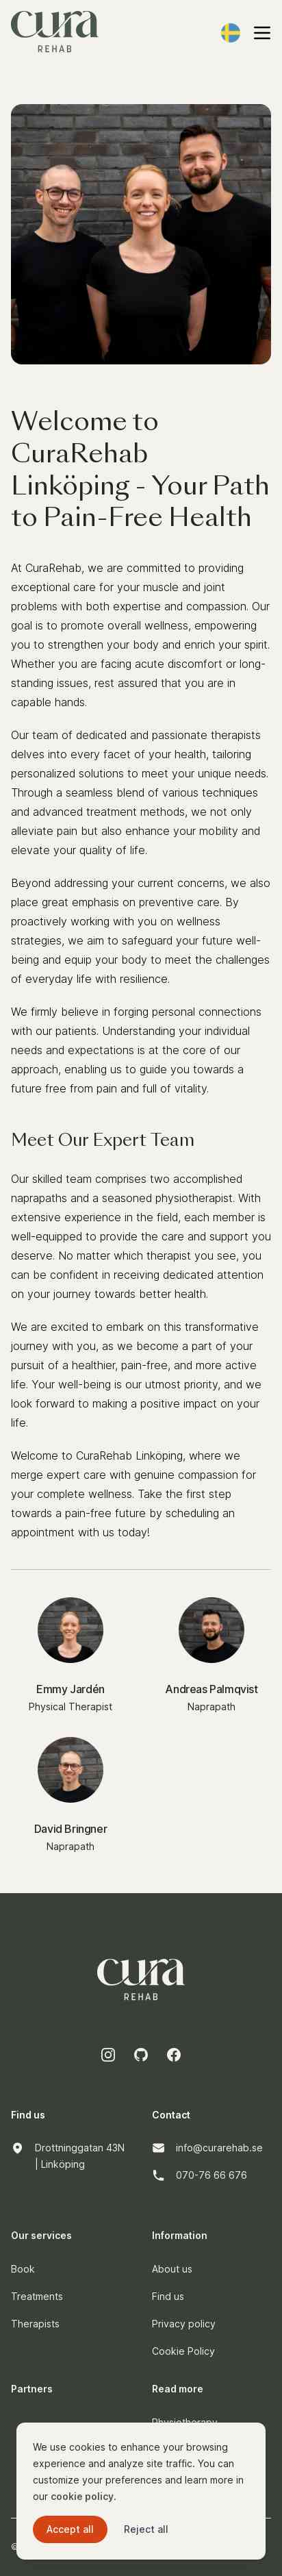 cura
REHAB
Welcome to
CuraRehab
Linköping - Your Path
to Pain-Free Health
At CuraRehab, we are committed to providing
exceptional care for your muscle and joint
problems with both expertise and compassion. Our
goal is to promote overall wellness, empowering
you to strengthen your body and enrich your spirit.
Whether you are facing acute discomfort or long-
standing issues, rest assured that you are in
capable hands.
Our team of dedicated and passionate therapists
delves into every facet of your health, tailoring
personalized solutions to meet your unique needs.
Through a seamless blend of various techniques
and advanced treatment methods, we not only
alleviate pain but also enhance your mobility and
elevate your quality of life.
Beyond addressing your current concerns, we also
place great emphasis on preventive care. By
proactively working with you on wellness
strategies, we aim to safeguard your future well-
being and equip your body to meet the challenges
of everyday life with resilience.
We firmly believe in forging personal connections
with our patients. Understanding your individual
needs and expectations is at the core of our
approach, enabling us to guide you towards a
future free from pain and full of vitality.
Meet Our Expert Team
Our skilled team comprises two accomplished
naprapaths and a seasoned physiotherapist. With
extensive experience in the field, each member is
well-equipped to provide the care and support you
deserve. No matter which therapist you see, you
can be confident in receiving dedicated attention
on your journey towards better health.
We are excited to embark on this transformative
journey with you, as we become a part of your
pursuit of a healthier, pain-free, and more active
life. Your well-being is our utmost priority, and we
look forward to making a positive impact on your
life.
Welcome to CuraRehab Linköping, where we
merge expert care with genuine compassion for
your complete wellness. Take the first step
towards a pain-free future by scheduling an
appointment with us today!
Emmy Jardén
Physical Therapist
Andreas Palmqvist
Naprapath
David Bringner
Naprapath
cura
REHAB
Find us
Drottninggatan 43N
| Linköping
Contact
info@curarehab.se
070-76 66 676
Our services
Book
Treatments
Therapists
Information
About us
Find us
Privacy policy
Cookie Policy
Partners
Read more
Physiotherapy
We use cookies to enhance your browsing
experience and analyze site traffic. You can
customize your preferences and learn more in
our cookie policy.
Accept all
Reject all
©